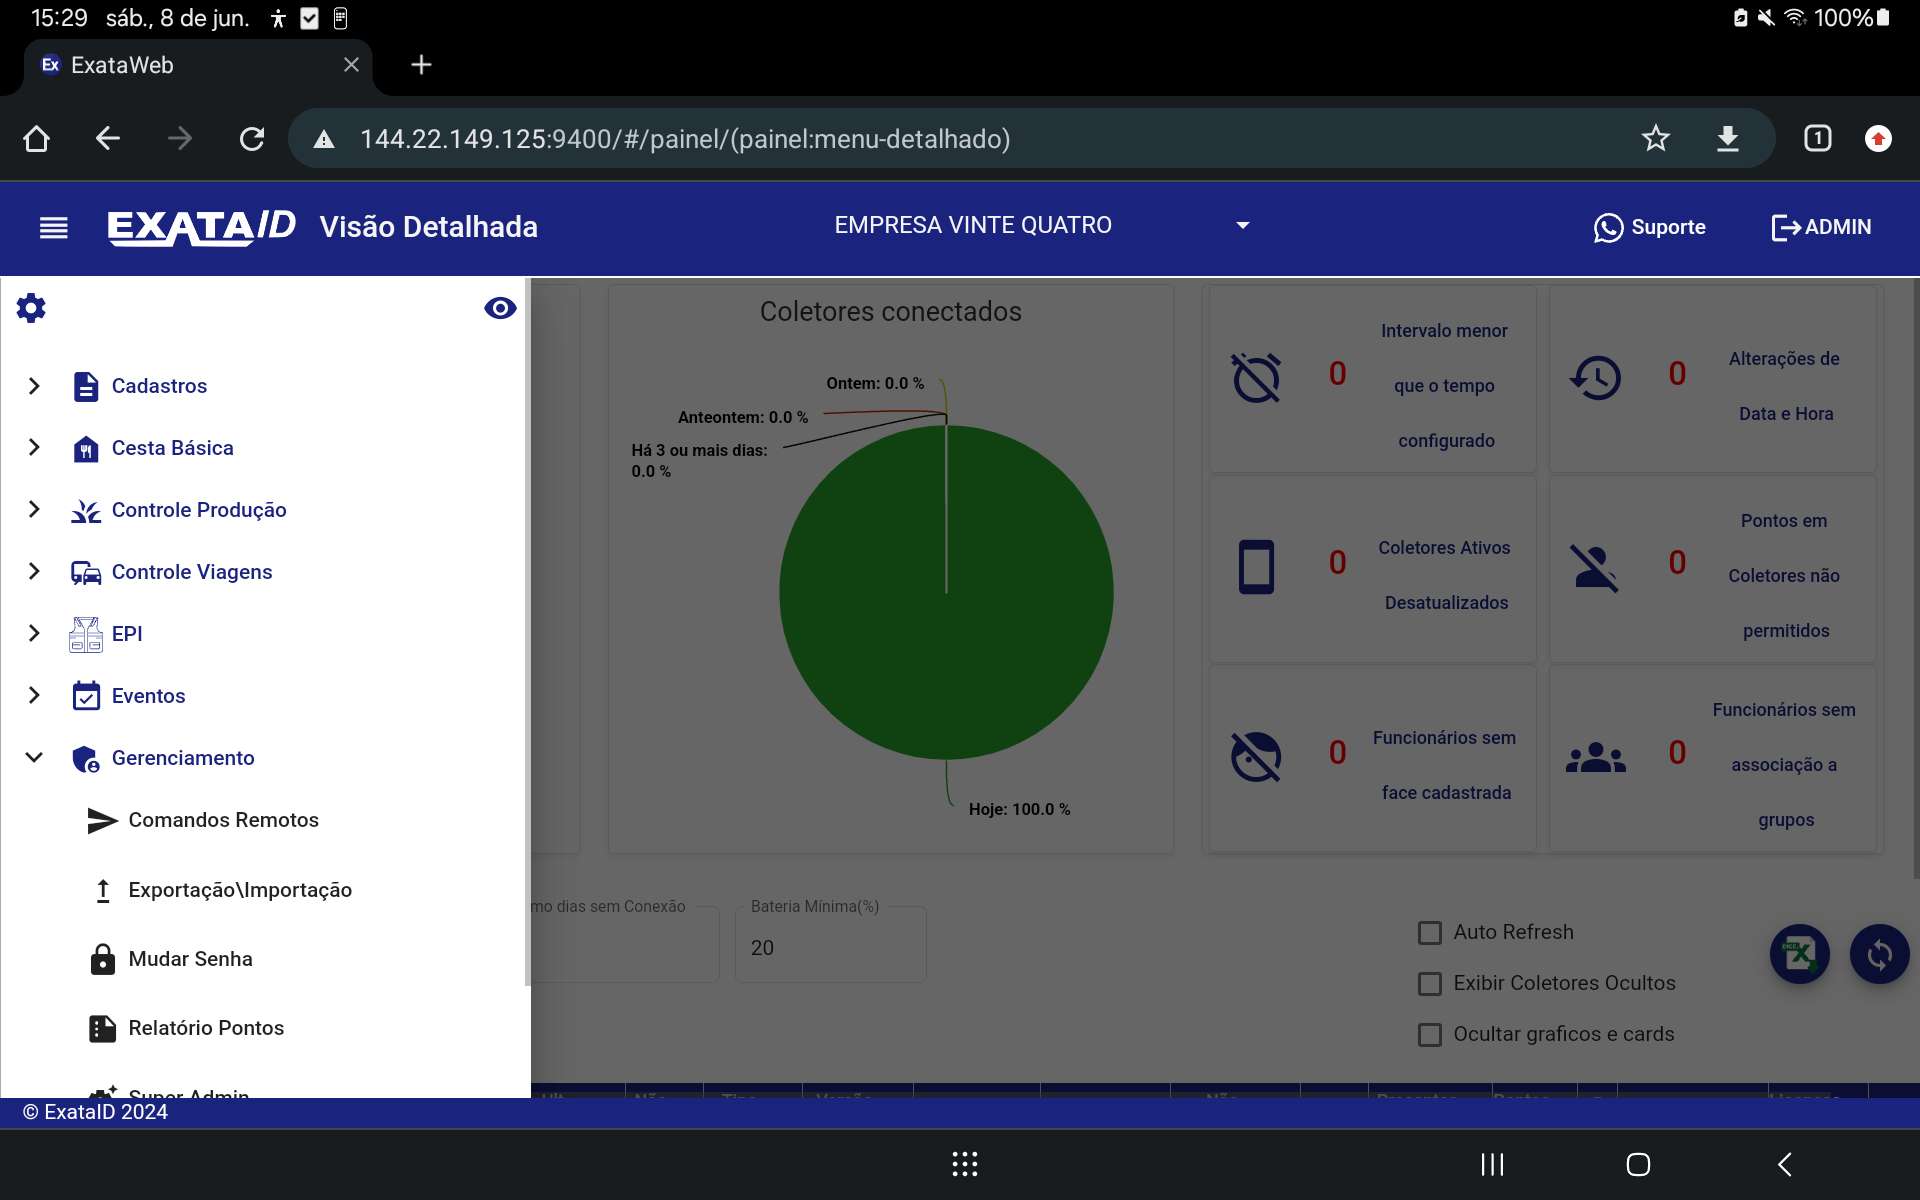 15:29 sáb., 8 de jun.
100%
Ex ExataWeb
144.22.149.125:9400/#/painel/(painel:menu-detalhado)
1
EXATAID Visão Detalhada
EMPRESA VINTE QUATRO
Suporte
ADMIN
Cadastros
Cesta Básica
Controle Produção
Controle Viagens
EPI
Eventos
Gerenciamento
Comandos Remotos
Exportação\Importação
Mudar Senha
Relatório Pontos
Super Admin
Coletores conectados
Ontem: 0.0 %
Anteontem: 0.0 %
Há 3 ou mais dias:
0.0 %
Hoje: 100.0 %
0
Intervalo menor
que o tempo
configurado
0
Alterações de
Data e Hora
0
Coletores Ativos
Desatualizados
0
Pontos em
Coletores não
permitidos
0
Funcionários sem
face cadastrada
0
Funcionários sem
associação a
grupos
mo dias sem Conexão
Bateria Mínima(%)
20
Auto Refresh
Exibir Coletores Ocultos
Ocultar graficos e cards
© ExataID 2024